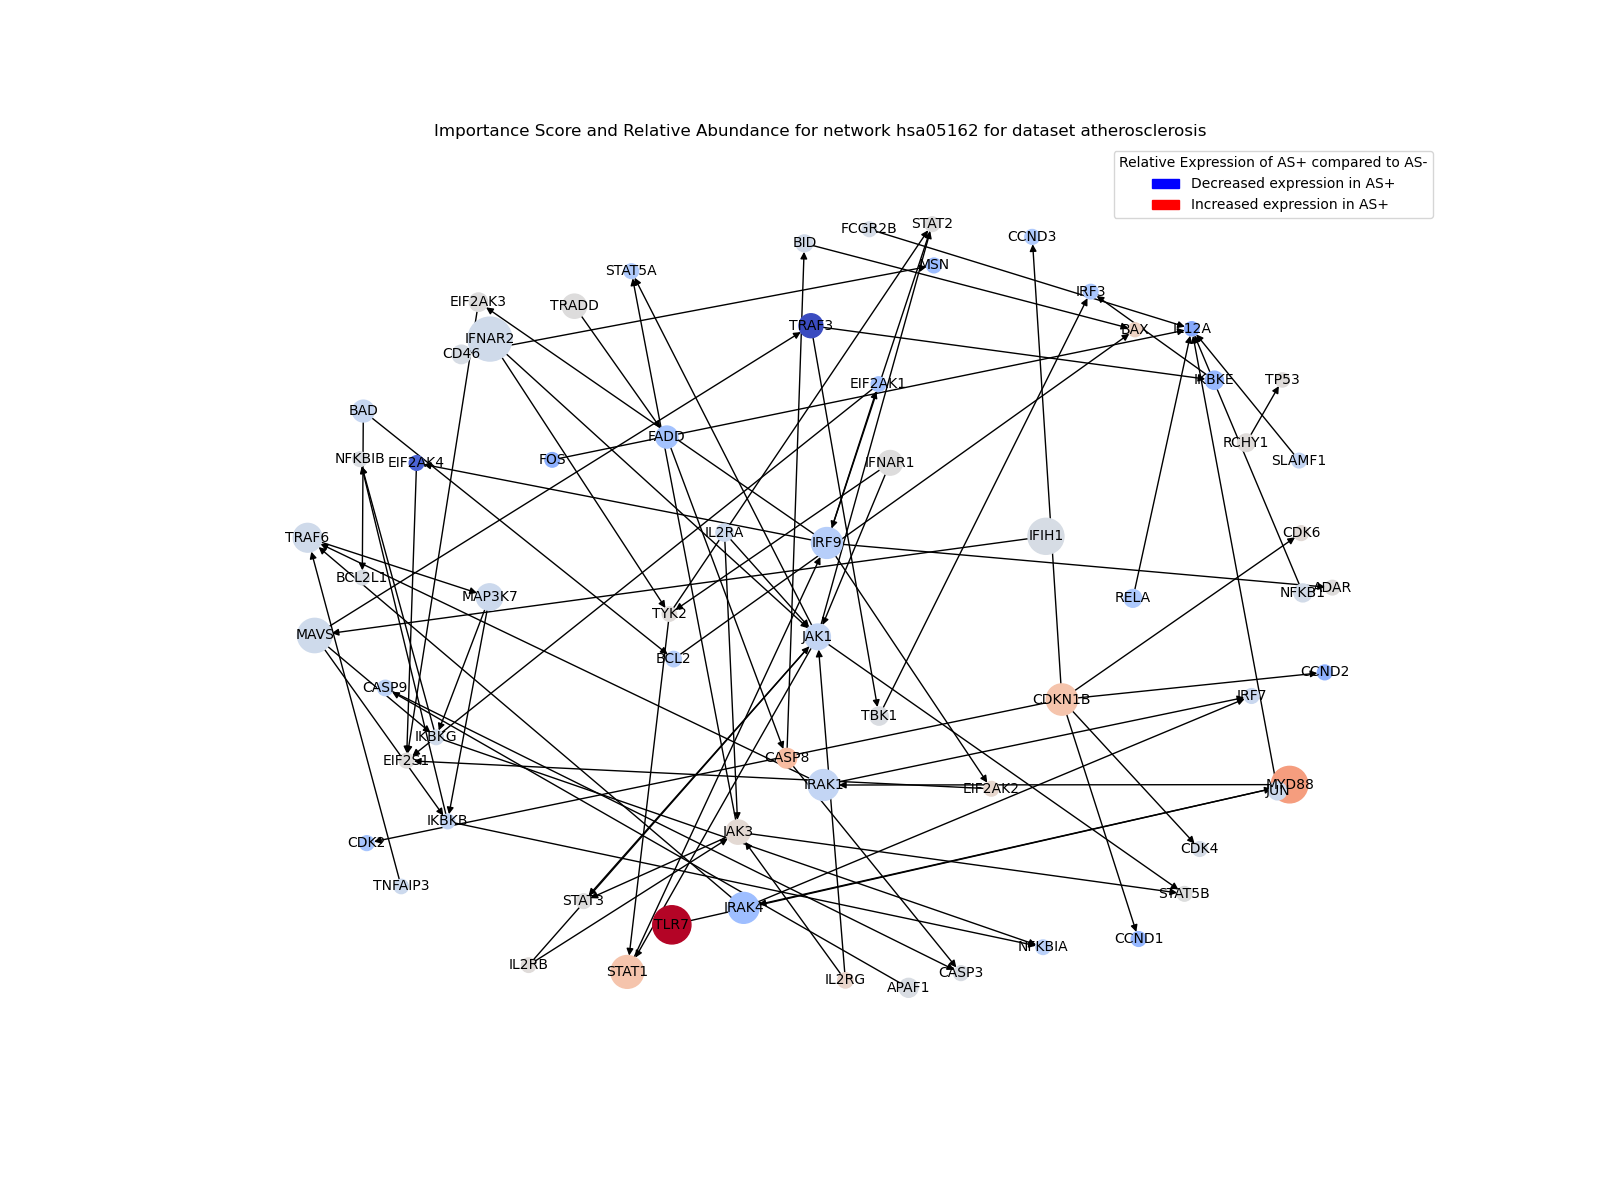 Importance Score and Relative Abundance for network hsa05162 for dataset atherosclerosis
Relative Expression of AS+ compared to AS-
Decreased expression in AS+
Increased expression in AS+
FCGR2B
STAT2
CCND3
BID
MSN
STAT5A
IRF3
EIF2AK3
TRADD
TRAF3
BAX
IL12A
IFNAR2
CD46
EIF2AK1
IKBKE
TP53
BAD
FADD
RCHY1
NFKBIB
EIF2AK4
FOS
IFNAR1
SLAMF1
TRAF6
IL2RA
IRF9
IFIH1
CDK6
BCL2L1
MAP3K7
RELA
NFKB1
ADAR
MAVS
TYK2
JAK1
BCL2
CCND2
CASP9
CDKN1B
IRF7
TBK1
IKBKG
EIF2S1
CASP8
IRAK1
EIF2AK2
MYD88
JUN
IKBKB
JAK3
CDK2
CDK4
TNFAIP3
STAT3
IRAK4
STAT5B
TLR7
CCND1
NFKBIA
IL2RB
STAT1
IL2RG
CASP3
APAF1